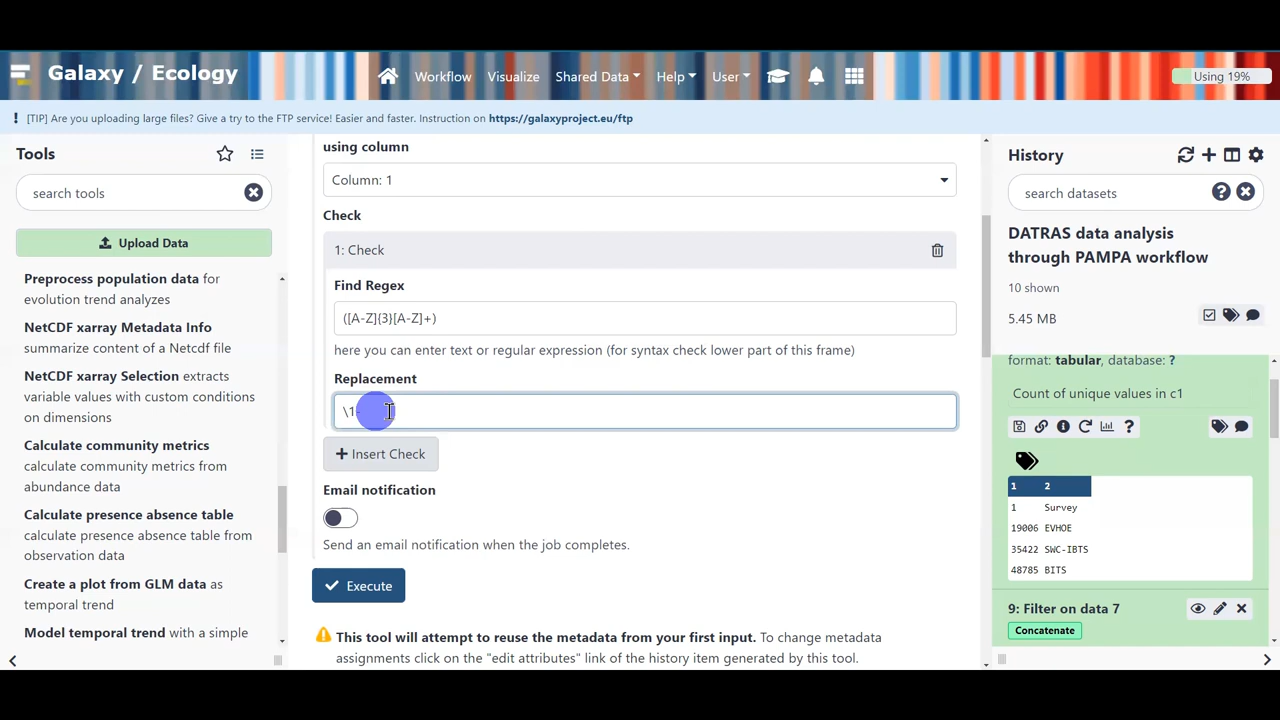 Galaxy / Ecology
Workflow
Visualize
Shared Data
Help
User
Using 19%
[TIP] Are you uploading large files? Give a try to the FTP service! Easier and faster. Instruction on https://galaxyproject.eu/ftp
Tools
search tools
Upload Data
Preprocess population data for
evolution trend analyzes
NetCDF xarray Metadata Info
summarize content of a Netcdf file
NetCDF xarray Selection extracts
variable values with custom conditions
on dimensions
Calculate community metrics
calculate community metrics from
abundance data
Calculate presence absence table
calculate presence absence table from
observation data
Create a plot from GLM data as
temporal trend
Model temporal trend with a simple
using column
Column: 1
Check
1: Check
Find Regex
([A-Z]{3}[A-Z]+)
here you can enter text or regular expression (for syntax check lower part of this frame)
Replacement
\1-
Insert Check
Email notification
Send an email notification when the job completes.
Execute
This tool will attempt to reuse the metadata from your first input. To change metadata
assignments click on the "edit attributes" link of the history item generated by this tool.
History
search datasets
DATRAS data analysis
through PAMPA workflow
10 shown
5.45 MB
format: tabular, database: ?
Count of unique values in c1
1 2
1 Survey
19006 EVHOE
35422 SWC-IBTS
48785 BITS
9: Filter on data 7
Concatenate